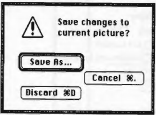 Save changes to
current picture?
Save As...
Cancel ⌘.
Discard ⌘D